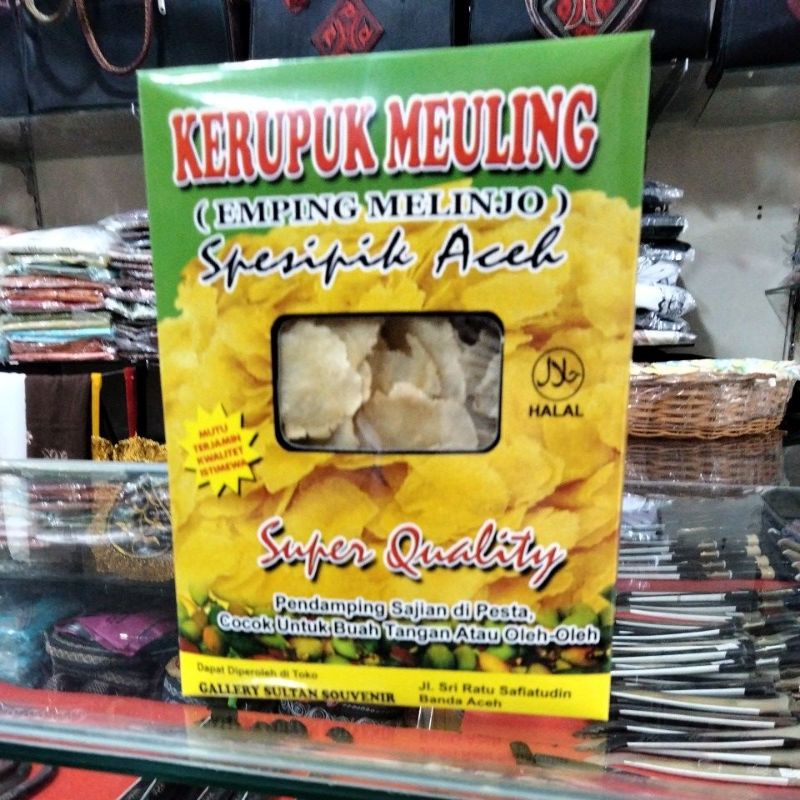 KERUPUK MEULING
( EMPING MELINJO )
Spesipik Aceh
حلال
HALAL
MUTU
TERJAMIN
KWALITET
ISTIMEWA
Super Quality
Pendamping Sajian di Pesta,
Cocok Untuk Buah Tangan Atau Oleh-Oleh
Dapat Diperoleh di Toko
GALLERY SULTAN SOUVENIR
Jl. Sri Ratu Safiatudin
Banda Aceh